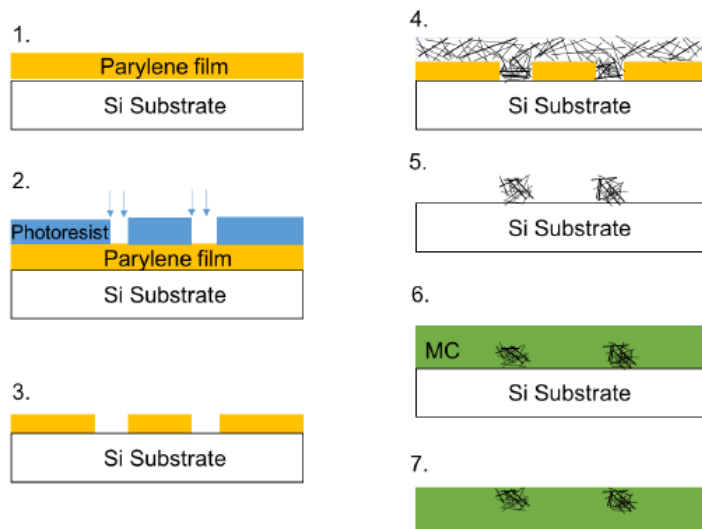 1.
Parylene film
Si Substrate
2.
Photoresist
Parylene film
Si Substrate
3.
Si Substrate
4.
Si Substrate
5.
Si Substrate
6.
MC
Si Substrate
7.